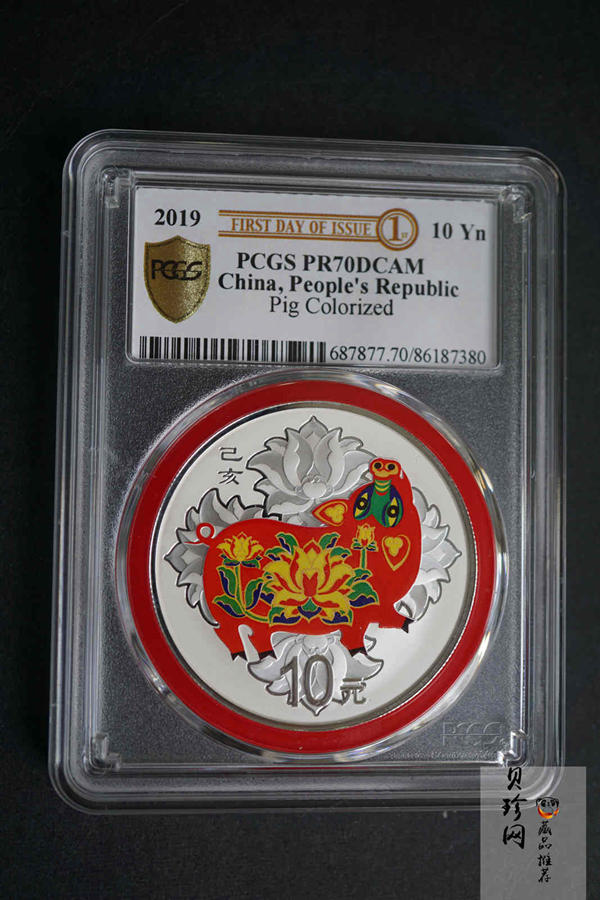 2019 FIRST DAY OF ISSUE 1st 10 Yn
PCGS
PCGS PR70DCAM
China, People's Republic
Pig Colorized
687877.70/86187380
己亥
10元
PCGS
贝珍网
藏品推荐